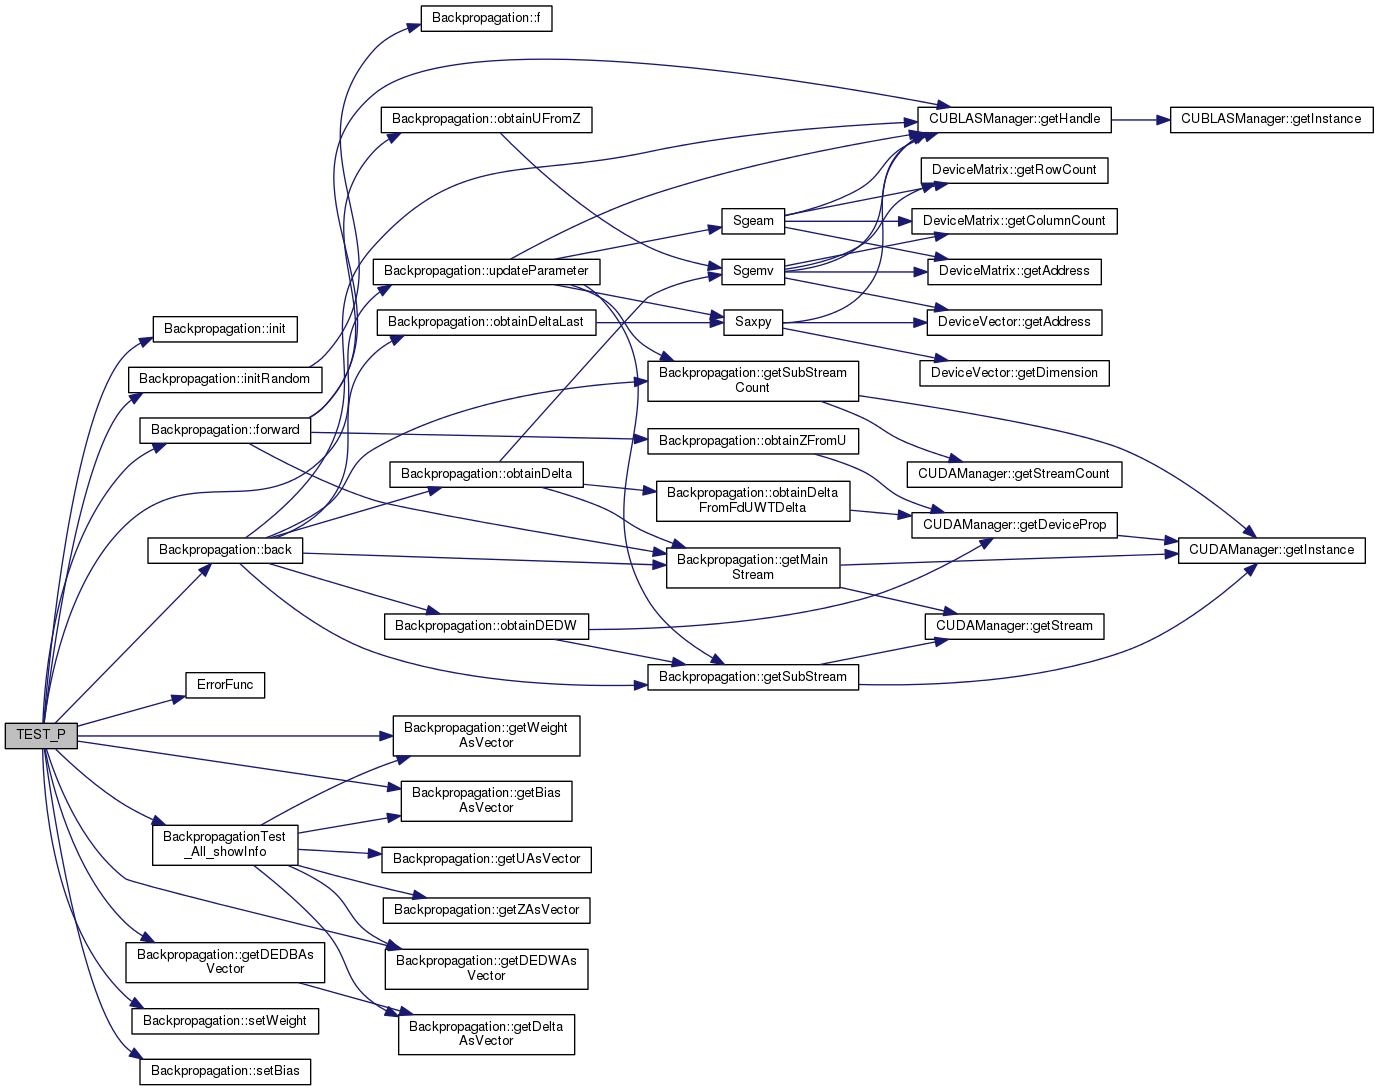 Backpropagation::f
Backpropagation::obtainUFromZ
CUBLASManager::getHandle
CUBLASManager::getInstance
DeviceMatrix::getRowCount
Sgeam
DeviceMatrix::getColumnCount
Backpropagation::updateParameter
Sgemv
DeviceMatrix::getAddress
Backpropagation::init
Backpropagation::obtainDeltaLast
Saxpy
DeviceVector::getAddress
Backpropagation::initRandom
Backpropagation::getSubStream
Count
DeviceVector::getDimension
Backpropagation::forward
Backpropagation::obtainZFromU
Backpropagation::obtainDelta
CUDAManager::getStreamCount
Backpropagation::obtainDelta
FromFdUWTDelta
CUDAManager::getDeviceProp
Backpropagation::back
Backpropagation::getMain
Stream
CUDAManager::getInstance
Backpropagation::obtainDEDW
CUDAManager::getStream
Backpropagation::getSubStream
ErrorFunc
TEST_P
Backpropagation::getWeight
AsVector
Backpropagation::getBias
AsVector
BackpropagationTest
_All_showInfo
Backpropagation::getUAsVector
Backpropagation::getZAsVector
Backpropagation::getDEDBAs
Vector
Backpropagation::getDEDWAs
Vector
Backpropagation::setWeight
Backpropagation::getDelta
AsVector
Backpropagation::setBias